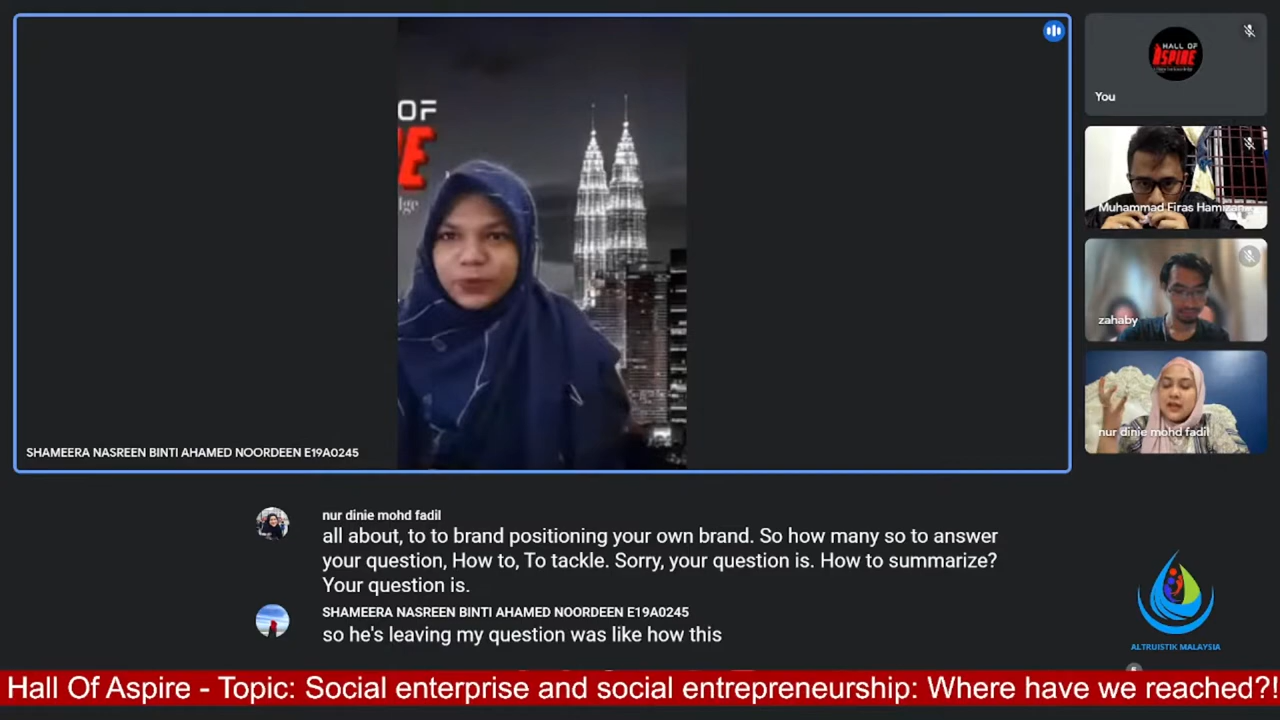 OF
NE
lge
SHAMEERA NASREEN BINTI AHAMED NOORDEEN E19A0245
HALL OF
ASPIRE
You
Muhammad Firas Hamizan
zahaby
nur dinie mohd fadil
nur dinie mohd fadil
all about, to to brand positioning your own brand. So how many so to answer
your question, How to, To tackle. Sorry, your question is. How to summarize?
Your question is.
SHAMEERA NASREEN BINTI AHAMED NOORDEEN E19A0245
so he's leaving my question was like how this
ALTRUISTIK MALAYSIA
Hall Of Aspire - Topic: Social enterprise and social entrepreneurship: Where have we reached?!